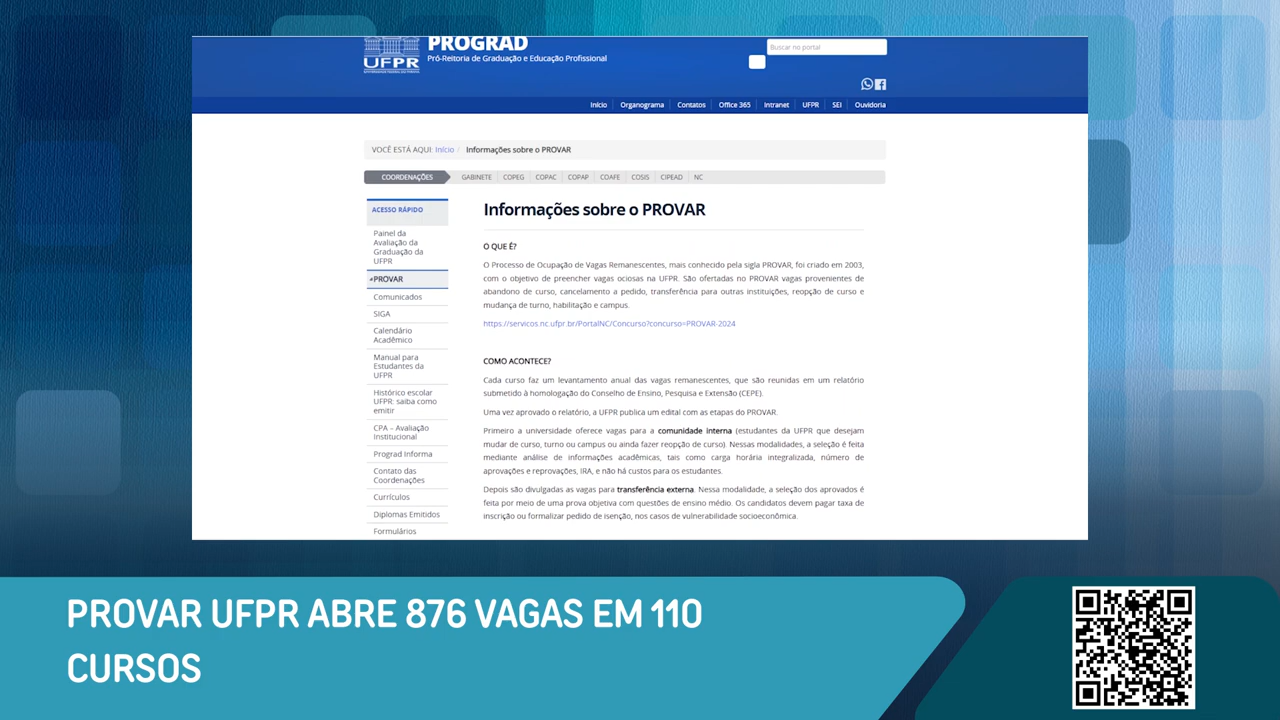 PROGRAD
UFPR
Pró-Reitoria de Graduação e Educação Profissional
Buscar no portal
Início
Organograma
Contatos
Office 365
Intranet
UFPR
SEI
Ouvidoria
VOCÊ ESTÁ AQUI: Início / Informações sobre o PROVAR
COORDENAÇÕES
GABINETE
COPEG
COPAC
COPAP
COAFE
COSIS
CIPEAD
NC
ACESSO RÁPIDO
Painel da
Avaliação da
Graduação da
UFPR
PROVAR
Comunicados
SIGA
Calendário
Acadêmico
Manual para
Estudantes da
UFPR
Histórico escolar
UFPR: saiba como
emitir
CPA – Avaliação
Institucional
Prograd Informa
Contato das
Coordenações
Currículos
Diplomas Emitidos
Formulários
Informações sobre o PROVAR
O QUE É?
O Processo de Ocupação de Vagas Remanescentes, mais conhecido pela sigla PROVAR, foi criado em 2003,
com o objetivo de preencher vagas ociosas na UFPR. São ofertadas no PROVAR vagas provenientes de
abandono de curso, cancelamento a pedido, transferência para outras instituições, reopção de curso e
mudança de turno, habilitação e campus.
https://servicos.nc.ufpr.br/PortalNC/Concurso?concurso=PROVAR-2024
COMO ACONTECE?
Cada curso faz um levantamento anual das vagas remanescentes, que são reunidas em um relatório
submetido à homologação do Conselho de Ensino, Pesquisa e Extensão (CEPE).
Uma vez aprovado o relatório, a UFPR publica um edital com as etapas do PROVAR.
Primeiro a universidade oferece vagas para a comunidade interna (estudantes da UFPR que desejam
mudar de curso, turno ou campus ou ainda fazer reopção de curso). Nessas modalidades, a seleção é feita
mediante análise de informações acadêmicas, tais como carga horária integralizada, número de
aprovações e reprovações, IRA, e não há custos para os estudantes.
Depois são divulgadas as vagas para transferência externa. Nessa modalidade, a seleção dos aprovados é
feita por meio de uma prova objetiva com questões de ensino médio. Os candidatos devem pagar taxa de
inscrição ou formalizar pedido de isenção, nos casos de vulnerabilidade socioeconômica.
PROVAR UFPR ABRE 876 VAGAS EM 110
CURSOS